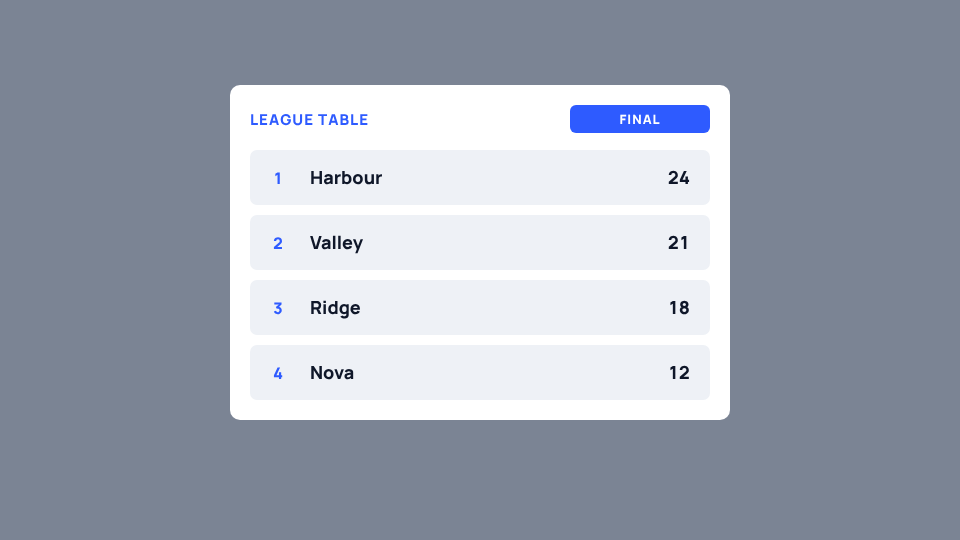 LEAGUE TABLE FINAL
1 Harbour 24
2 Valley 21
3 Ridge 18
4 Nova 12